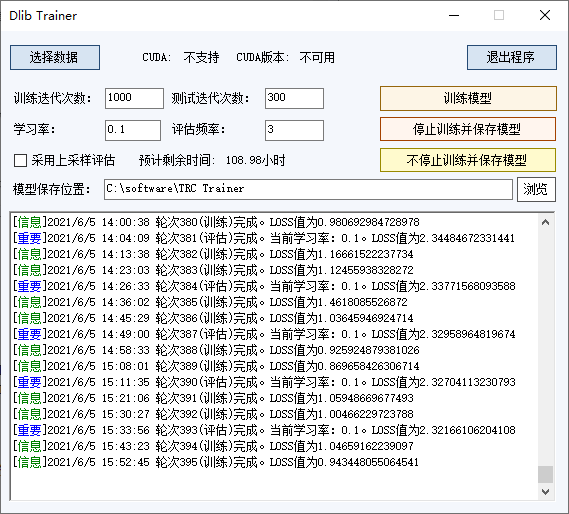 Dlib Trainer
选择数据 CUDA: 不支持 CUDA版本: 不可用 退出程序
训练迭代次数: 1000 测试迭代次数: 300 训练模型
学习率: 0.1 评估频率: 3 停止训练并保存模型
采用上采样评估 预计剩余时间: 108.98小时 不停止训练并保存模型
模型保存位置: C:\software\TRC Trainer 浏览
[信息]2021/6/5 14:00:38 轮次380(训练)完成。LOSS值为0.980692984728978
[重要]2021/6/5 14:04:09 轮次381(评估)完成。当前学习率：0.1。LOSS值为2.34484672331441
[信息]2021/6/5 14:13:38 轮次382(训练)完成。LOSS值为1.16661522237734
[信息]2021/6/5 14:23:03 轮次383(训练)完成。LOSS值为1.12455938328272
[重要]2021/6/5 14:26:33 轮次384(评估)完成。当前学习率：0.1。LOSS值为2.33771568093588
[信息]2021/6/5 14:36:02 轮次385(训练)完成。LOSS值为1.4618085526872
[信息]2021/6/5 14:45:29 轮次386(训练)完成。LOSS值为1.03645946924714
[重要]2021/6/5 14:49:00 轮次387(评估)完成。当前学习率：0.1。LOSS值为2.32958964819674
[信息]2021/6/5 14:58:33 轮次388(训练)完成。LOSS值为0.925924879381026
[信息]2021/6/5 15:08:01 轮次389(训练)完成。LOSS值为0.869658426306714
[重要]2021/6/5 15:11:35 轮次390(评估)完成。当前学习率：0.1。LOSS值为2.32704113230793
[信息]2021/6/5 15:21:06 轮次391(训练)完成。LOSS值为1.05948669677493
[信息]2021/6/5 15:30:27 轮次392(训练)完成。LOSS值为1.00466229723788
[重要]2021/6/5 15:33:56 轮次393(评估)完成。当前学习率：0.1。LOSS值为2.32166106204108
[信息]2021/6/5 15:43:23 轮次394(训练)完成。LOSS值为1.04659162239097
[信息]2021/6/5 15:52:45 轮次395(训练)完成。LOSS值为0.943448055064541